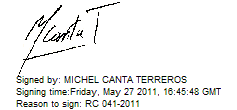 MCanta T
Signed by: MICHEL CANTA TERREROS
Signing time:Friday, May 27 2011, 16:45:48 GMT
Reason to sign: RC 041-2011